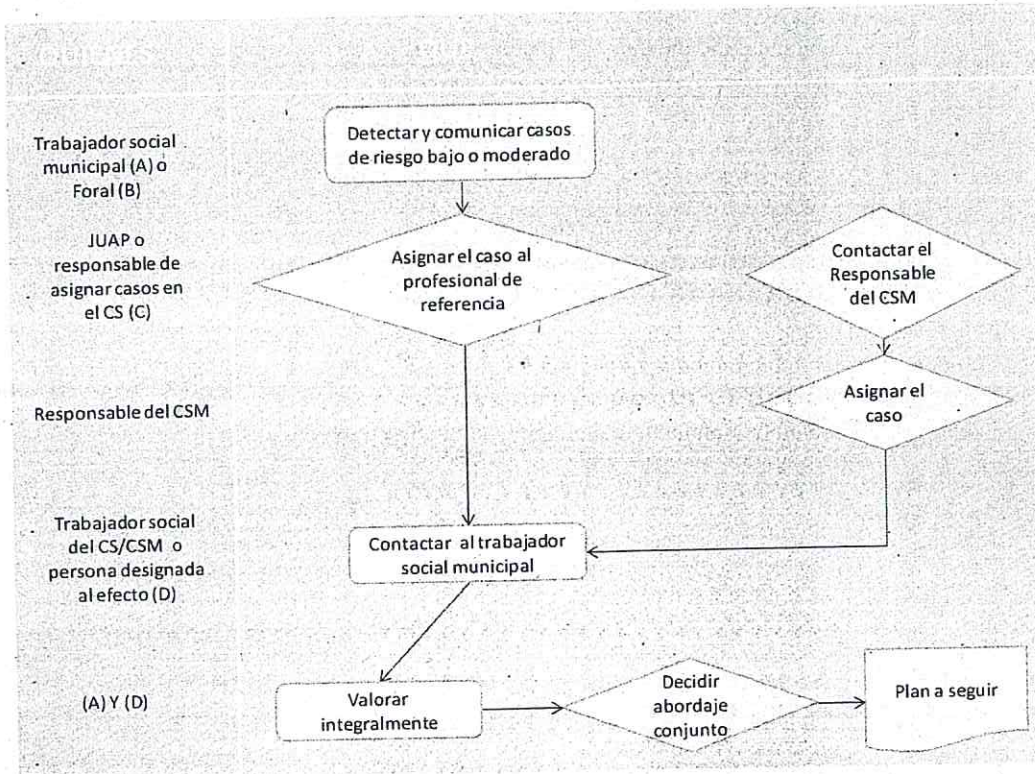 Trabajador social
municipal (A) o
Foral (B)
Detectar y comunicar casos
de riesgo bajo o moderado
JUAP o
responsable de
asignar casos en
el CS (C)
Asignar el caso al
profesional de
referencia
Contactar el
Responsable
del CSM
Responsable del CSM
Asignar el
caso
Trabajador social
del CS/CSM o
persona designada
al efecto (D)
Contactar al trabajador
social municipal
(A) Y (D)
Valorar
integralmente
Decidir
abordaje
conjunto
Plan a seguir